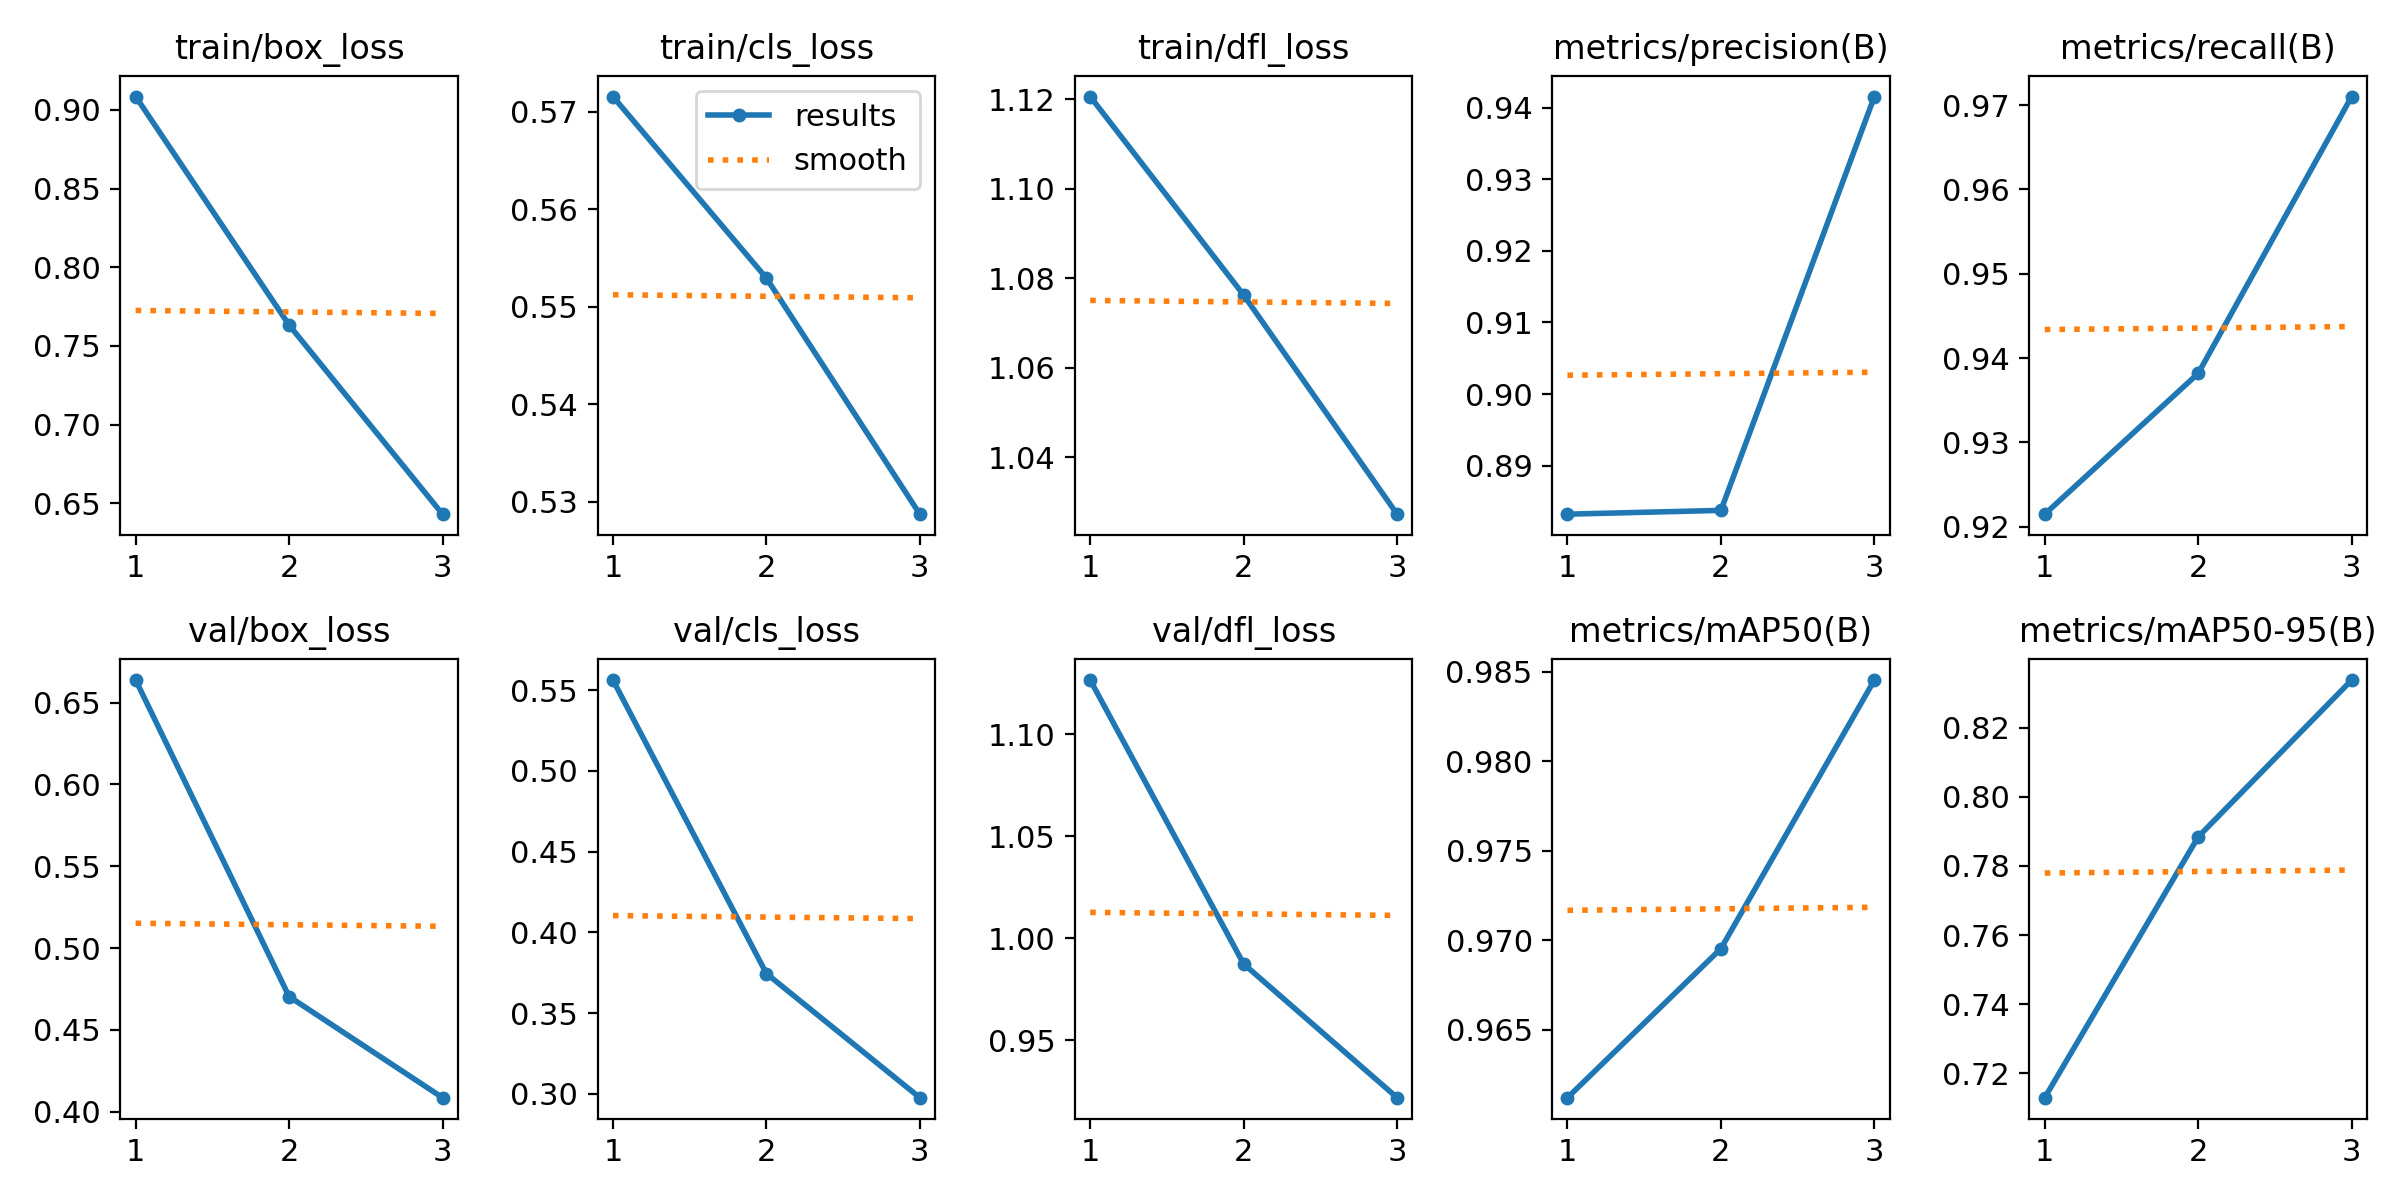 train/box_loss
0.90
0.85
0.80
0.75
0.70
0.65
1 2 3
train/cls_loss
results
smooth
0.57
0.56
0.55
0.54
0.53
1 2 3
train/dfl_loss
1.12
1.10
1.08
1.06
1.04
1 2 3
metrics/precision(B)
0.94
0.93
0.92
0.91
0.90
0.89
1 2 3
metrics/recall(B)
0.97
0.96
0.95
0.94
0.93
0.92
1 2 3
val/box_loss
0.65
0.60
0.55
0.50
0.45
0.40
1 2 3
val/cls_loss
0.55
0.50
0.45
0.40
0.35
0.30
1 2 3
val/dfl_loss
1.10
1.05
1.00
0.95
1 2 3
metrics/mAP50(B)
0.985
0.980
0.975
0.970
0.965
1 2 3
metrics/mAP50-95(B)
0.82
0.80
0.78
0.76
0.74
0.72
1 2 3